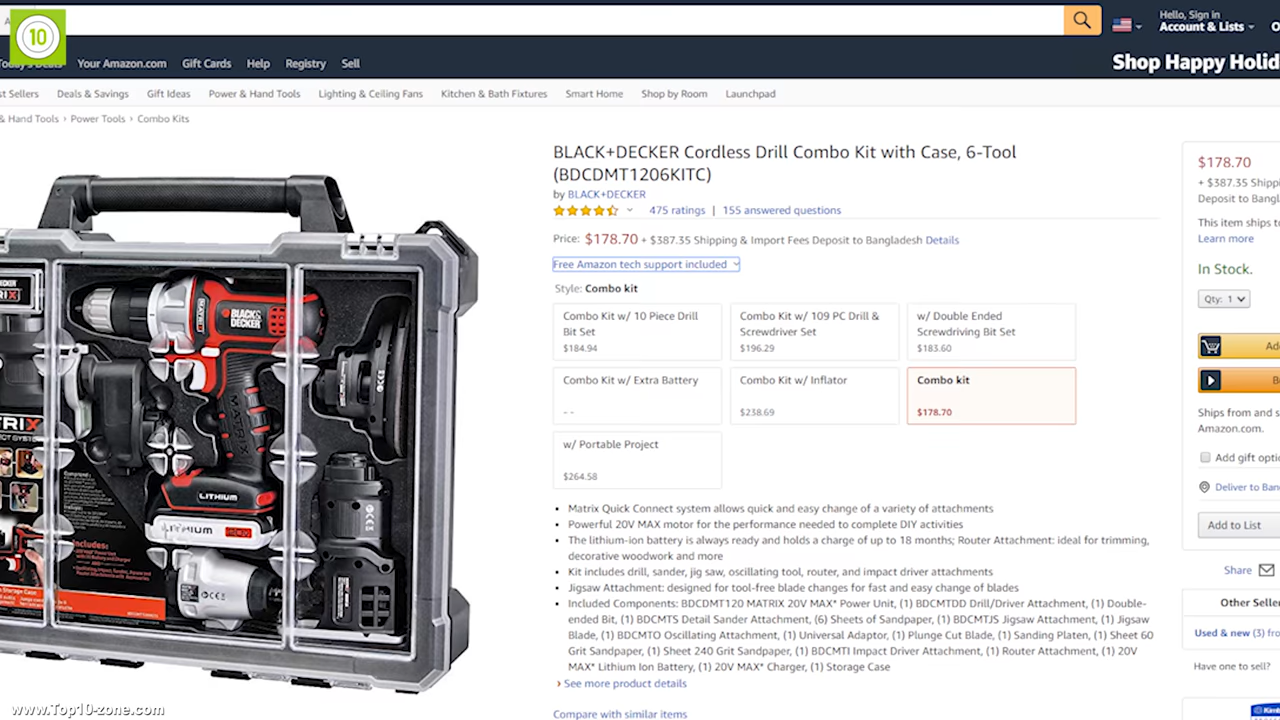 10
Hello, Sign in
Account & Lists
Today's Deals
Your Amazon.com
Gift Cards
Help
Registry
Sell
Shop Happy Holid
st Sellers
Deals & Savings
Gift Ideas
Power & Hand Tools
Lighting & Ceiling Fans
Kitchen & Bath Fixtures
Smart Home
Shop by Room
Launchpad
& Hand Tools › Power Tools › Combo Kits
BLACK+DECKER Cordless Drill Combo Kit with Case, 6-Tool
(BDCDMT1206KITC)
by BLACK+DECKER
475 ratings | 155 answered questions
Price: $178.70 + $387.35 Shipping & Import Fees Deposit to Bangladesh Details
Free Amazon tech support included
Style: Combo kit
Combo Kit w/ 10 Piece Drill
Bit Set
$184.94
Combo Kit w/ 109 PC Drill &
Screwdriver Set
$196.29
w/ Double Ended
Screwdriving Bit Set
$183.60
Combo Kit w/ Extra Battery
- -
Combo Kit w/ Inflator
$238.69
Combo kit
$178.70
w/ Portable Project
$264.58
• Matrix Quick Connect system allows quick and easy change of a variety of attachments
• Powerful 20V MAX motor for the performance needed to complete DIY activities
• The lithium-ion battery is always ready and holds a charge of up to 18 months; Router Attachment: ideal for trimming,
decorative woodwork and more
• Kit includes drill, sander, jig saw, oscillating tool, router, and impact driver attachments
• Jigsaw Attachment: designed for tool-free blade changes for fast and easy change of blades
• Included Components: BDCDMT120 MATRIX 20V MAX* Power Unit, (1) BDCMTDD Drill/Driver Attachment, (1) Double-
ended Bit, (1) BDCMTS Detail Sander Attachment, (6) Sheets of Sandpaper, (1) BDCMTJS Jigsaw Attachment, (1) Jigsaw
Blade, (1) BDCMTO Oscillating Attachment, (1) Universal Adaptor, (1) Plunge Cut Blade, (1) Sanding Platen, (1) Sheet 60
Grit Sandpaper, (1) Sheet 240 Grit Sandpaper, (1) BDCMTI Impact Driver Attachment, (1) Router Attachment, (1) 20V
MAX* Lithium Ion Battery, (1) 20V MAX* Charger, (1) Storage Case
› See more product details
Compare with similar items
$178.70
+ $387.35 Shippi
Deposit to Bangl
This item ships to
Learn more
In Stock.
Qty: 1
Ad
B
Ships from and s
Amazon.com.
Add gift optio
Deliver to Ban
Add to List
Share
Other Seller
Used & new (3) fro
Have one to sell?
BLACK&
DECKER
MATRIX
LITHIUM
LITHIUM
20V
Includes:
www.Top10-zone.com